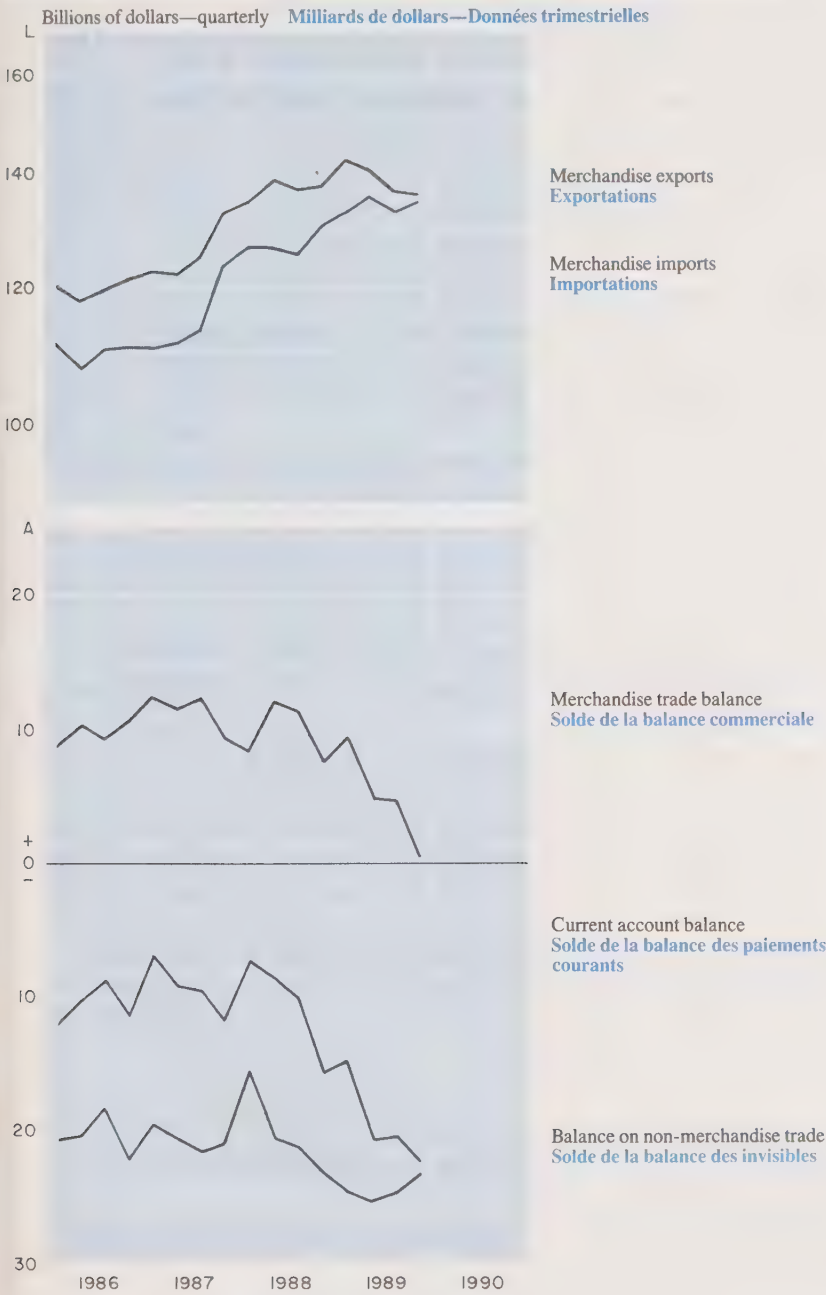 Billions of dollars—quarterly Milliards de dollars—Données trimestrielles
L
160
140
120
100
Merchandise exports
Exportations
Merchandise imports
Importations
A
20
10
+
0
−
10
20
30
Merchandise trade balance
Solde de la balance commerciale
Current account balance
Solde de la balance des paiements
courants
Balance on non-merchandise trade
Solde de la balance des invisibles
1986 1987 1988 1989 1990